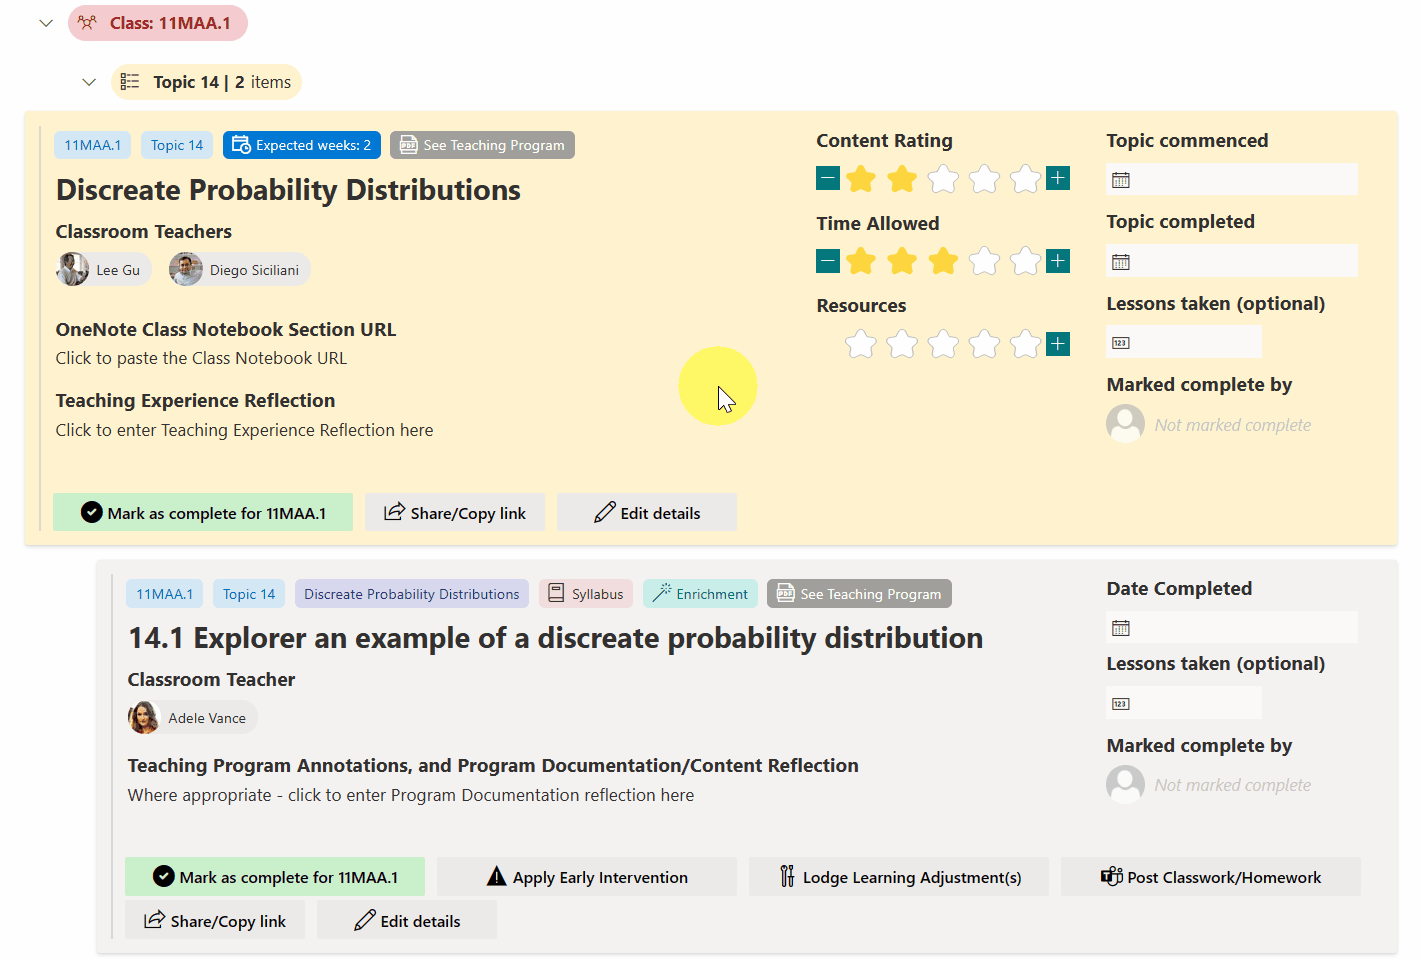 Class: 11MAA.1
Topic 14 | 2 items
11MAA.1 Topic 14 Expected weeks: 2 See Teaching Program
Discreate Probability Distributions
Classroom Teachers
Lee Gu Diego Siciliani
OneNote Class Notebook Section URL
Click to paste the Class Notebook URL
Teaching Experience Reflection
Click to enter Teaching Experience Reflection here
Content Rating
Time Allowed
Resources
Topic commenced
Topic completed
Lessons taken (optional)
123
Marked complete by
Not marked complete
Mark as complete for 11MAA.1 Share/Copy link Edit details
11MAA.1 Topic 14 Discreate Probability Distributions Syllabus Enrichment See Teaching Program
14.1 Explorer an example of a discreate probability distribution
Classroom Teacher
Adele Vance
Teaching Program Annotations, and Program Documentation/Content Reflection
Where appropriate - click to enter Program Documentation reflection here
Date Completed
Lessons taken (optional)
123
Marked complete by
Not marked complete
Mark as complete for 11MAA.1 Apply Early Intervention Lodge Learning Adjustment(s) Post Classwork/Homework
Share/Copy link Edit details